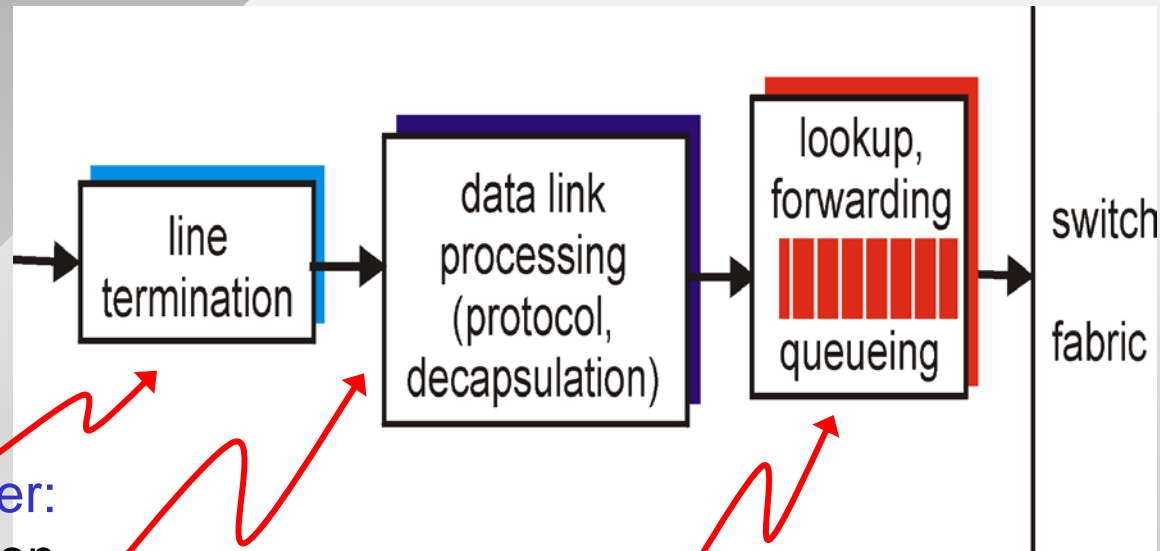 line
termination
data link
processing
(protocol,
decapsulation)
lookup,
forwarding
queueing
switch
fabric
er: